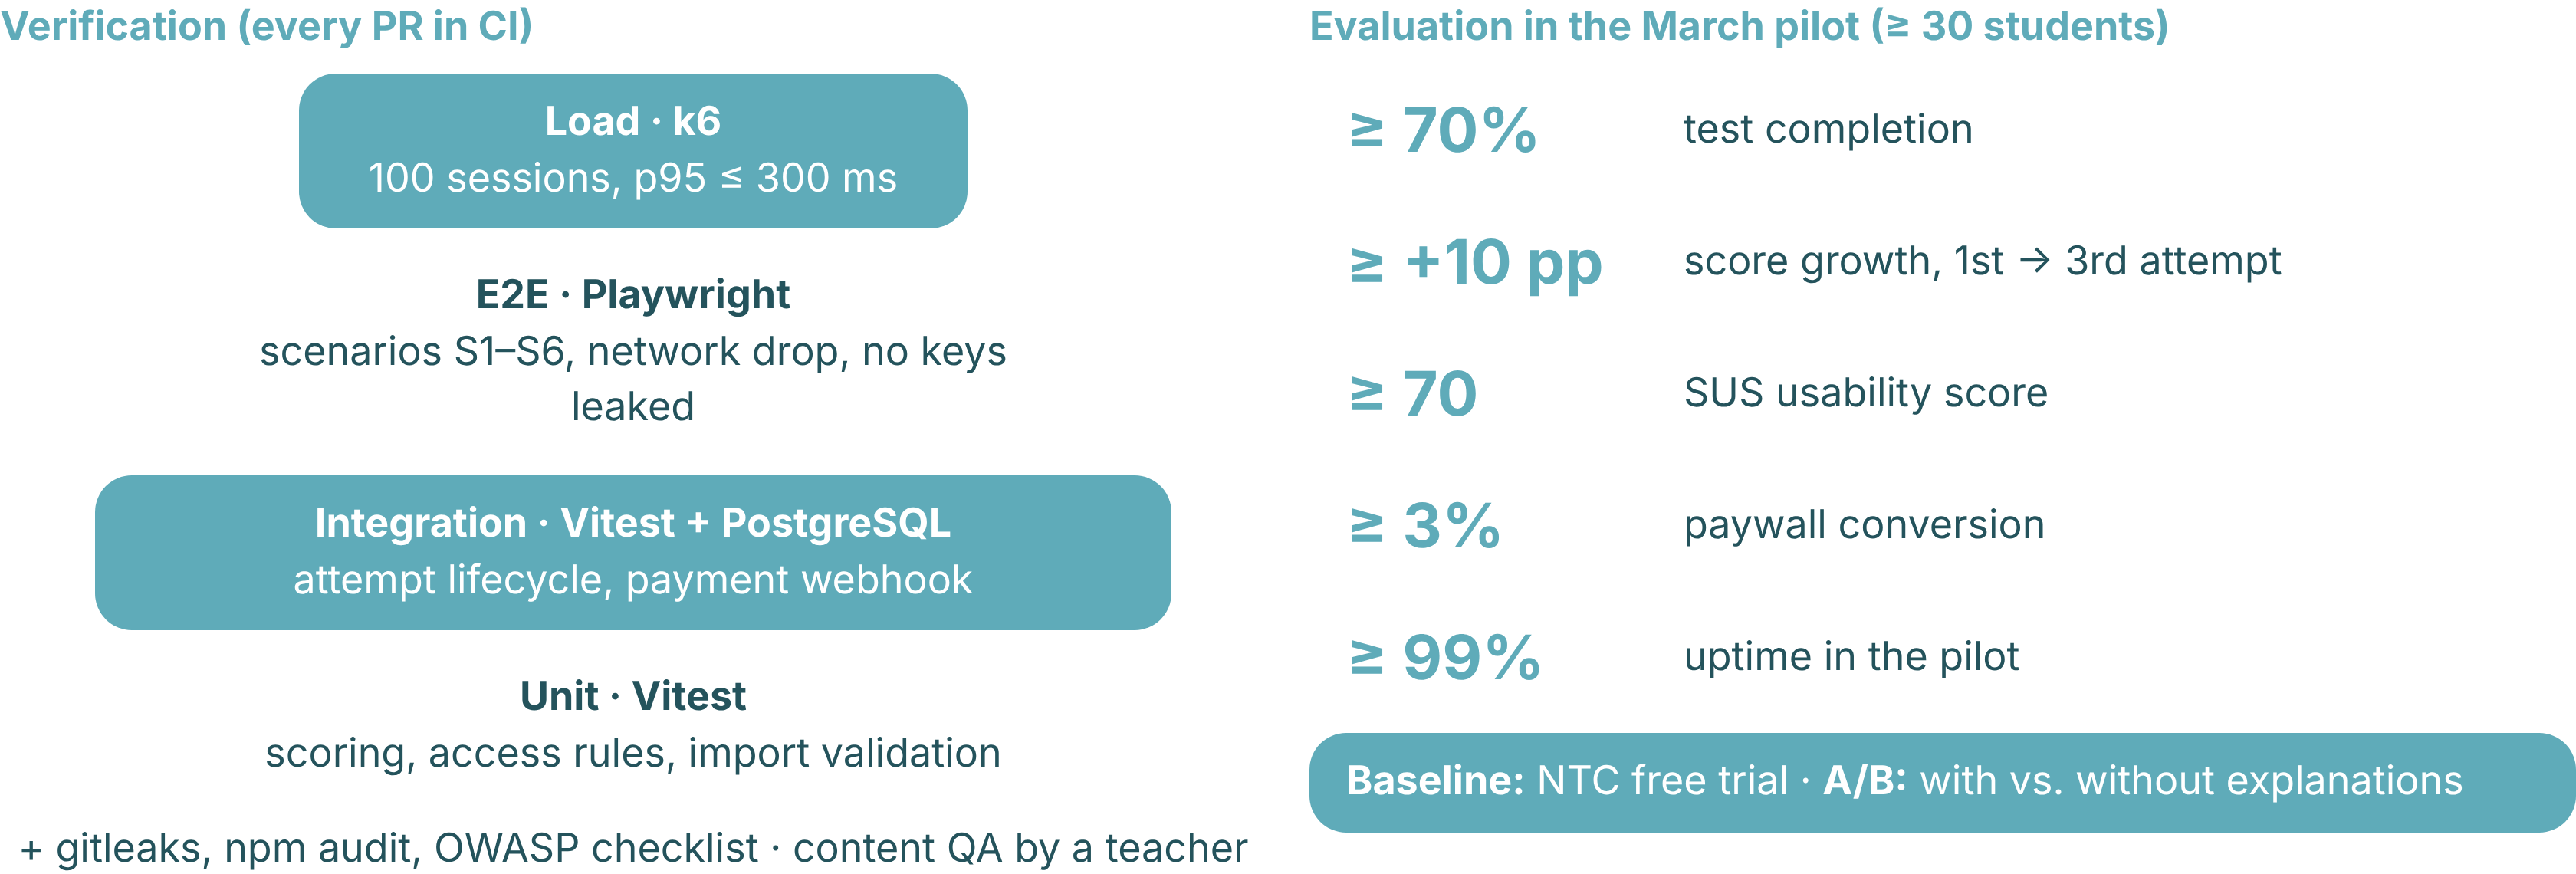 Verification (every PR in CI)
Load · k6
100 sessions, p95 ≤ 300 ms
E2E · Playwright
scenarios S1–S6, network drop, no keys
leaked
Integration · Vitest + PostgreSQL
attempt lifecycle, payment webhook
Unit · Vitest
scoring, access rules, import validation
+ gitleaks, npm audit, OWASP checklist · content QA by a teacher
Evaluation in the March pilot (≥ 30 students)
≥ 70% test completion
≥ +10 pp score growth, 1st → 3rd attempt
≥ 70 SUS usability score
≥ 3% paywall conversion
≥ 99% uptime in the pilot
Baseline: NTC free trial · A/B: with vs. without explanations